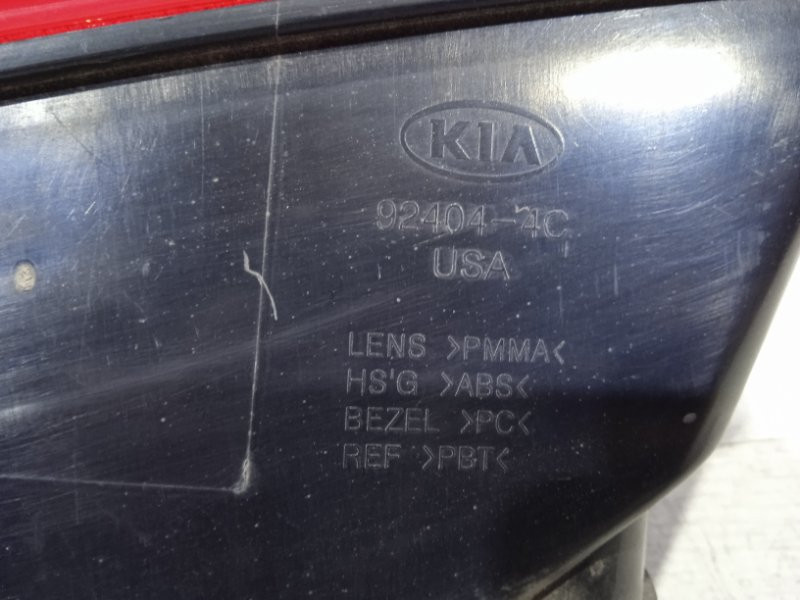 KIA
92404-4C
USA
LENS >PMMA<
HS'G >ABS<
BEZEL >PC<
REF >PBT<